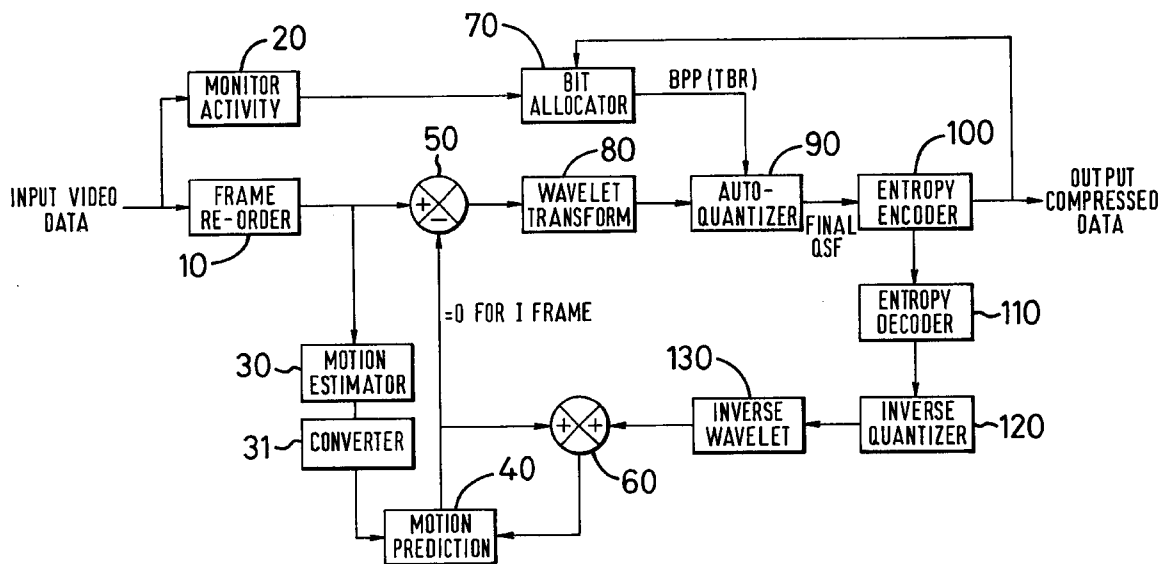 20
MONITOR
ACTIVITY
70
BIT
ALLOCATOR
BPP(TBR)
50
+
−
80
WAVELET
TRANSFORM
90
AUTO-
QUANTIZER
100
ENTROPY
ENCODER
INPUT VIDEO
DATA
FRAME
RE-ORDER
10
FINAL
QSF
OUTPUT
COMPRESSED
DATA
=0 FOR I FRAME
ENTROPY
DECODER
110
30
MOTION
ESTIMATOR
31
CONVERTER
130
INVERSE
WAVELET
INVERSE
QUANTIZER
120
+ +
60
40
MOTION
PREDICTION